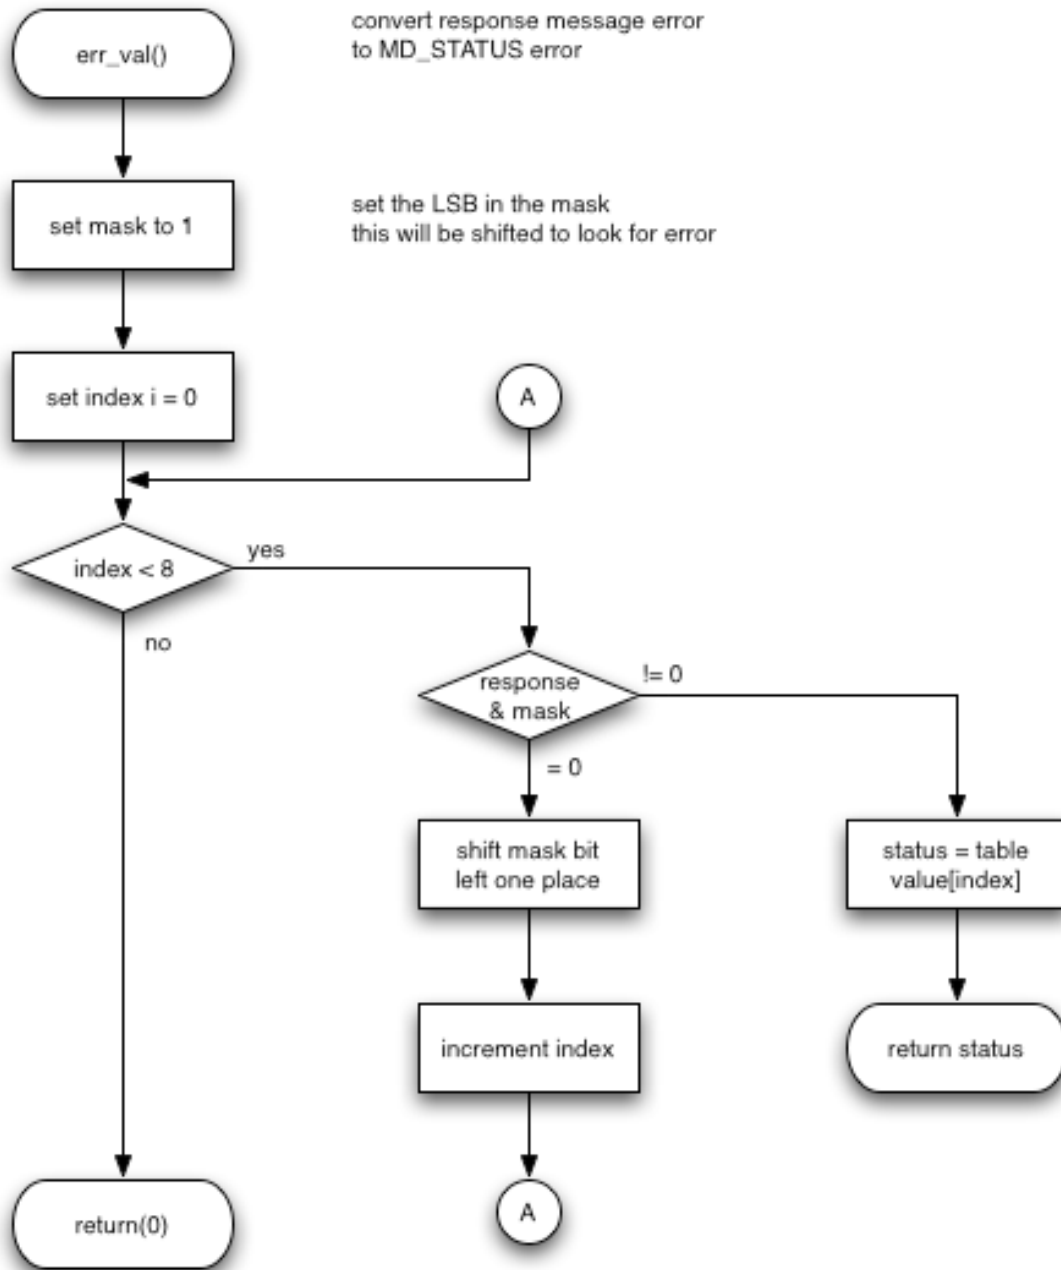 err_val()
convert response message error
to MD_STATUS error
set mask to 1
set the LSB in the mask
this will be shifted to look for error
set index i = 0
A
index < 8
yes
no
response
& mask
!= 0
= 0
shift mask bit
left one place
status = table
value[index]
increment index
return status
return(0)
A